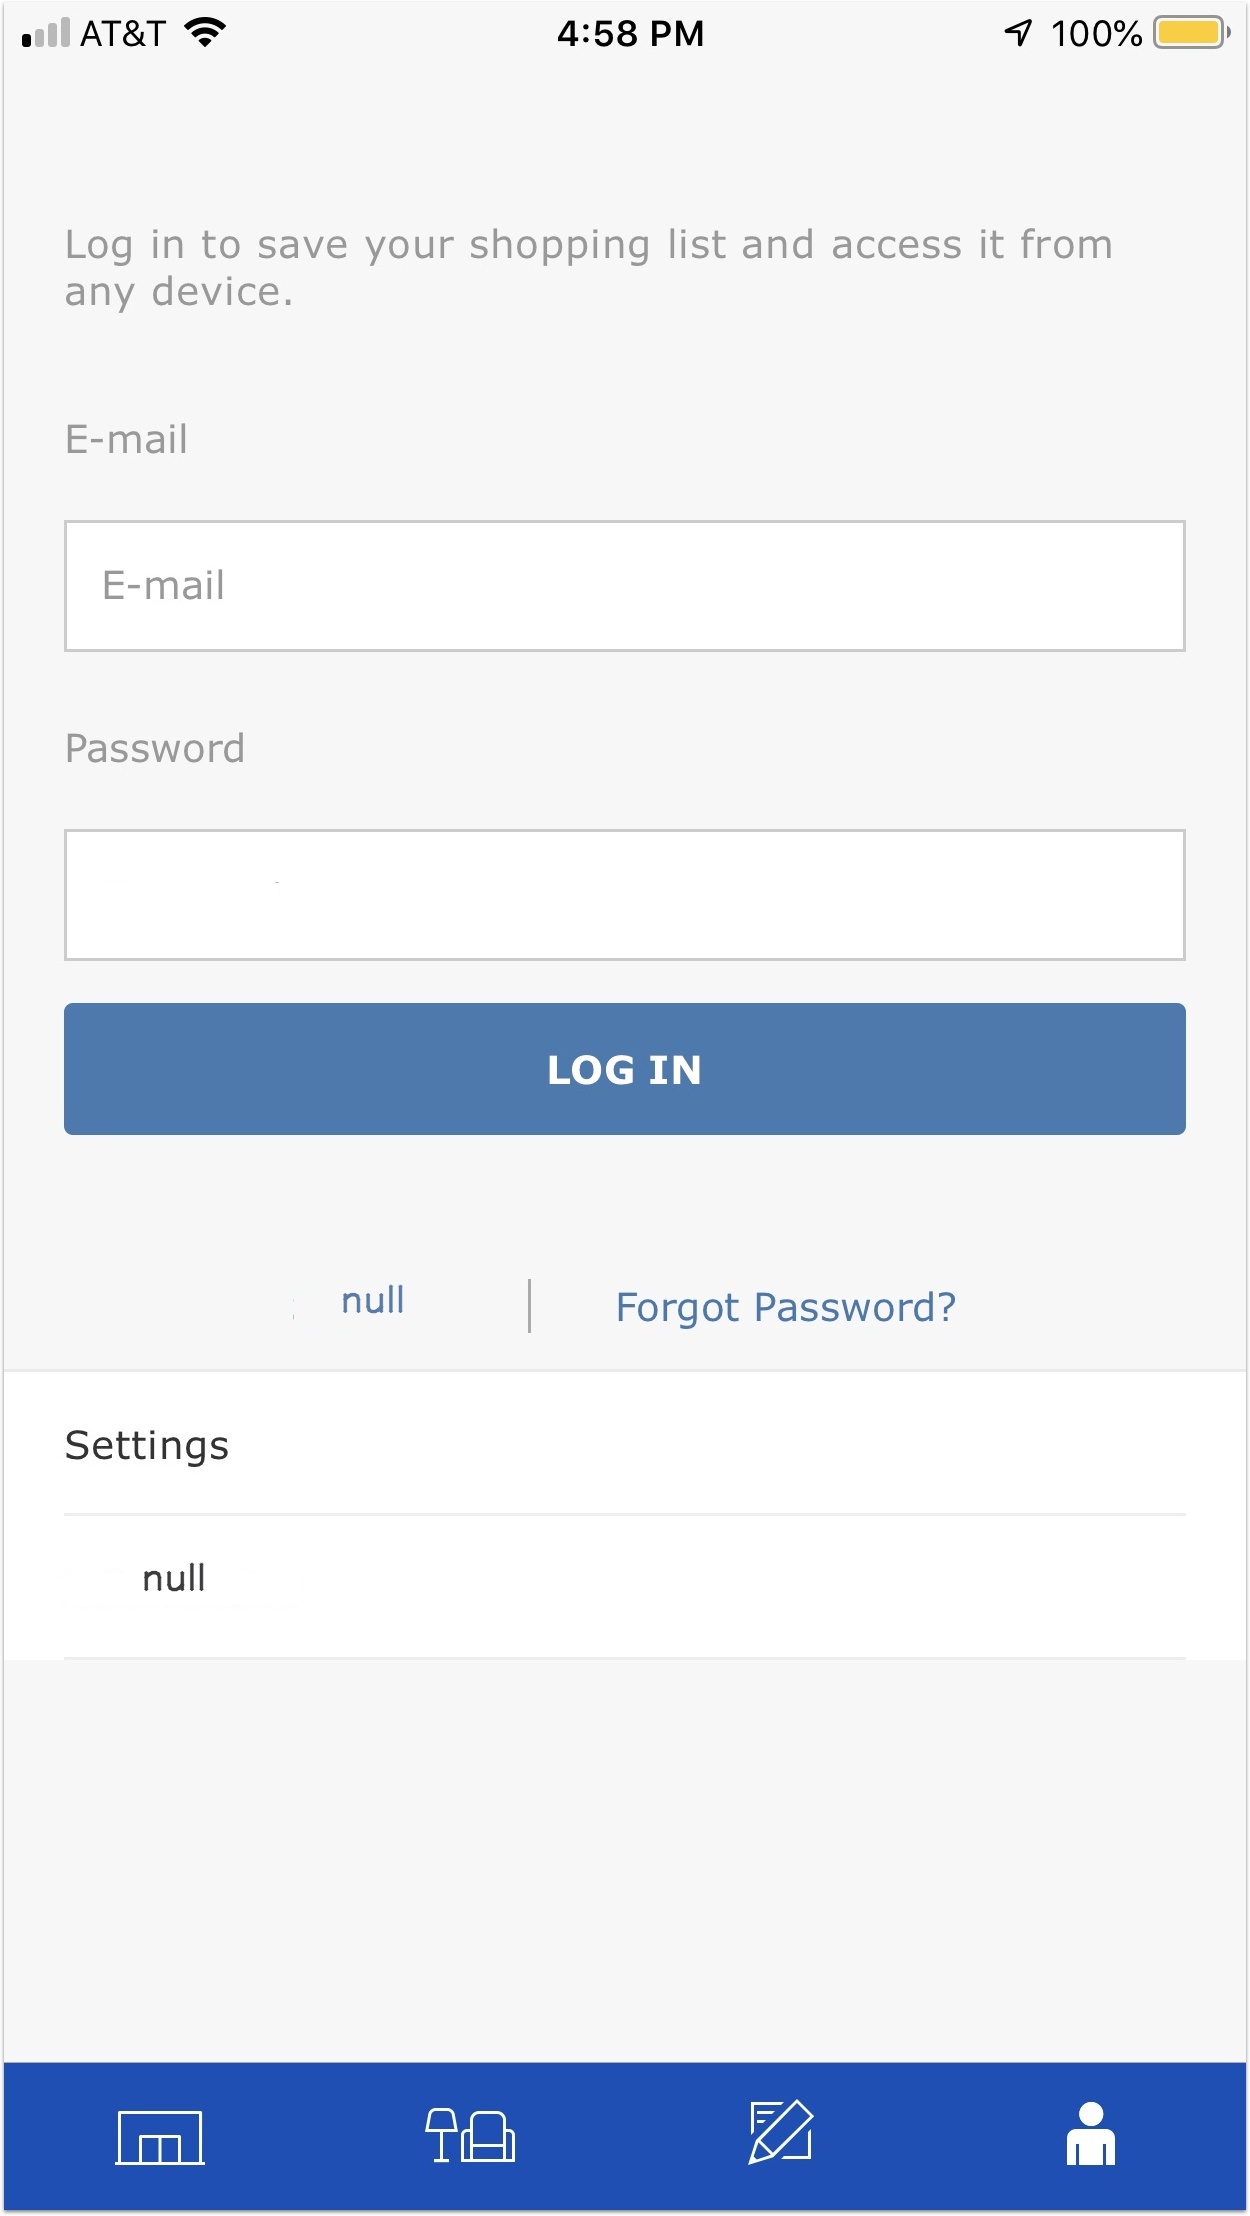 AT&T 4:58 PM 100%
Log in to save your shopping list and access it from
any device.
E-mail
E-mail
Password
LOG IN
null Forgot Password?
Settings
null